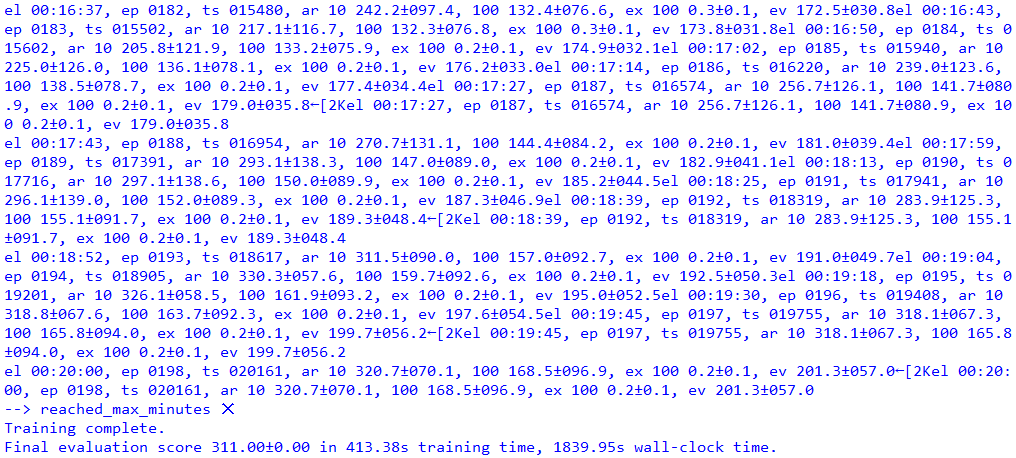 el 00:16:37, ep 0182, ts 015480, ar 10 242.2±097.4, 100 132.4±076.6, ex 100 0.3±0.1, ev 172.5±030.8el 00:16:43,
ep 0183, ts 015502, ar 10 217.1±116.7, 100 132.3±076.8, ex 100 0.3±0.1, ev 173.8±031.8el 00:16:50, ep 0184, ts 0
15602, ar 10 205.8±121.9, 100 133.2±075.9, ex 100 0.2±0.1, ev 174.9±032.1el 00:17:02, ep 0185, ts 015940, ar 10
225.0±126.0, 100 136.1±078.1, ex 100 0.2±0.1, ev 176.2±033.0el 00:17:14, ep 0186, ts 016220, ar 10 239.0±123.6,
100 138.5±078.7, ex 100 0.2±0.1, ev 177.4±034.4el 00:17:27, ep 0187, ts 016574, ar 10 256.7±126.1, 100 141.7±080
.9, ex 100 0.2±0.1, ev 179.0±035.8←[2Kel 00:17:27, ep 0187, ts 016574, ar 10 256.7±126.1, 100 141.7±080.9, ex 10
0 0.2±0.1, ev 179.0±035.8
el 00:17:43, ep 0188, ts 016954, ar 10 270.7±131.1, 100 144.4±084.2, ex 100 0.2±0.1, ev 181.0±039.4el 00:17:59,
ep 0189, ts 017391, ar 10 293.1±138.3, 100 147.0±089.0, ex 100 0.2±0.1, ev 182.9±041.1el 00:18:13, ep 0190, ts 0
17716, ar 10 297.1±138.6, 100 150.0±089.9, ex 100 0.2±0.1, ev 185.2±044.5el 00:18:25, ep 0191, ts 017941, ar 10
296.1±139.0, 100 152.0±089.3, ex 100 0.2±0.1, ev 187.3±046.9el 00:18:39, ep 0192, ts 018319, ar 10 283.9±125.3,
100 155.1±091.7, ex 100 0.2±0.1, ev 189.3±048.4←[2Kel 00:18:39, ep 0192, ts 018319, ar 10 283.9±125.3, 100 155.1
±091.7, ex 100 0.2±0.1, ev 189.3±048.4
el 00:18:52, ep 0193, ts 018617, ar 10 311.5±090.0, 100 157.0±092.7, ex 100 0.2±0.1, ev 191.0±049.7el 00:19:04,
ep 0194, ts 018905, ar 10 330.3±057.6, 100 159.7±092.6, ex 100 0.2±0.1, ev 192.5±050.3el 00:19:18, ep 0195, ts 0
19201, ar 10 326.1±058.5, 100 161.9±093.2, ex 100 0.2±0.1, ev 195.0±052.5el 00:19:30, ep 0196, ts 019408, ar 10
318.8±067.6, 100 163.7±092.3, ex 100 0.2±0.1, ev 197.6±054.5el 00:19:45, ep 0197, ts 019755, ar 10 318.1±067.3,
100 165.8±094.0, ex 100 0.2±0.1, ev 199.7±056.2←[2Kel 00:19:45, ep 0197, ts 019755, ar 10 318.1±067.3, 100 165.8
±094.0, ex 100 0.2±0.1, ev 199.7±056.2
el 00:20:00, ep 0198, ts 020161, ar 10 320.7±070.1, 100 168.5±096.9, ex 100 0.2±0.1, ev 201.3±057.0←[2Kel 00:20:
00, ep 0198, ts 020161, ar 10 320.7±070.1, 100 168.5±096.9, ex 100 0.2±0.1, ev 201.3±057.0
--> reached_max_minutes ✕
Training complete.
Final evaluation score 311.00±0.00 in 413.38s training time, 1839.95s wall-clock time.